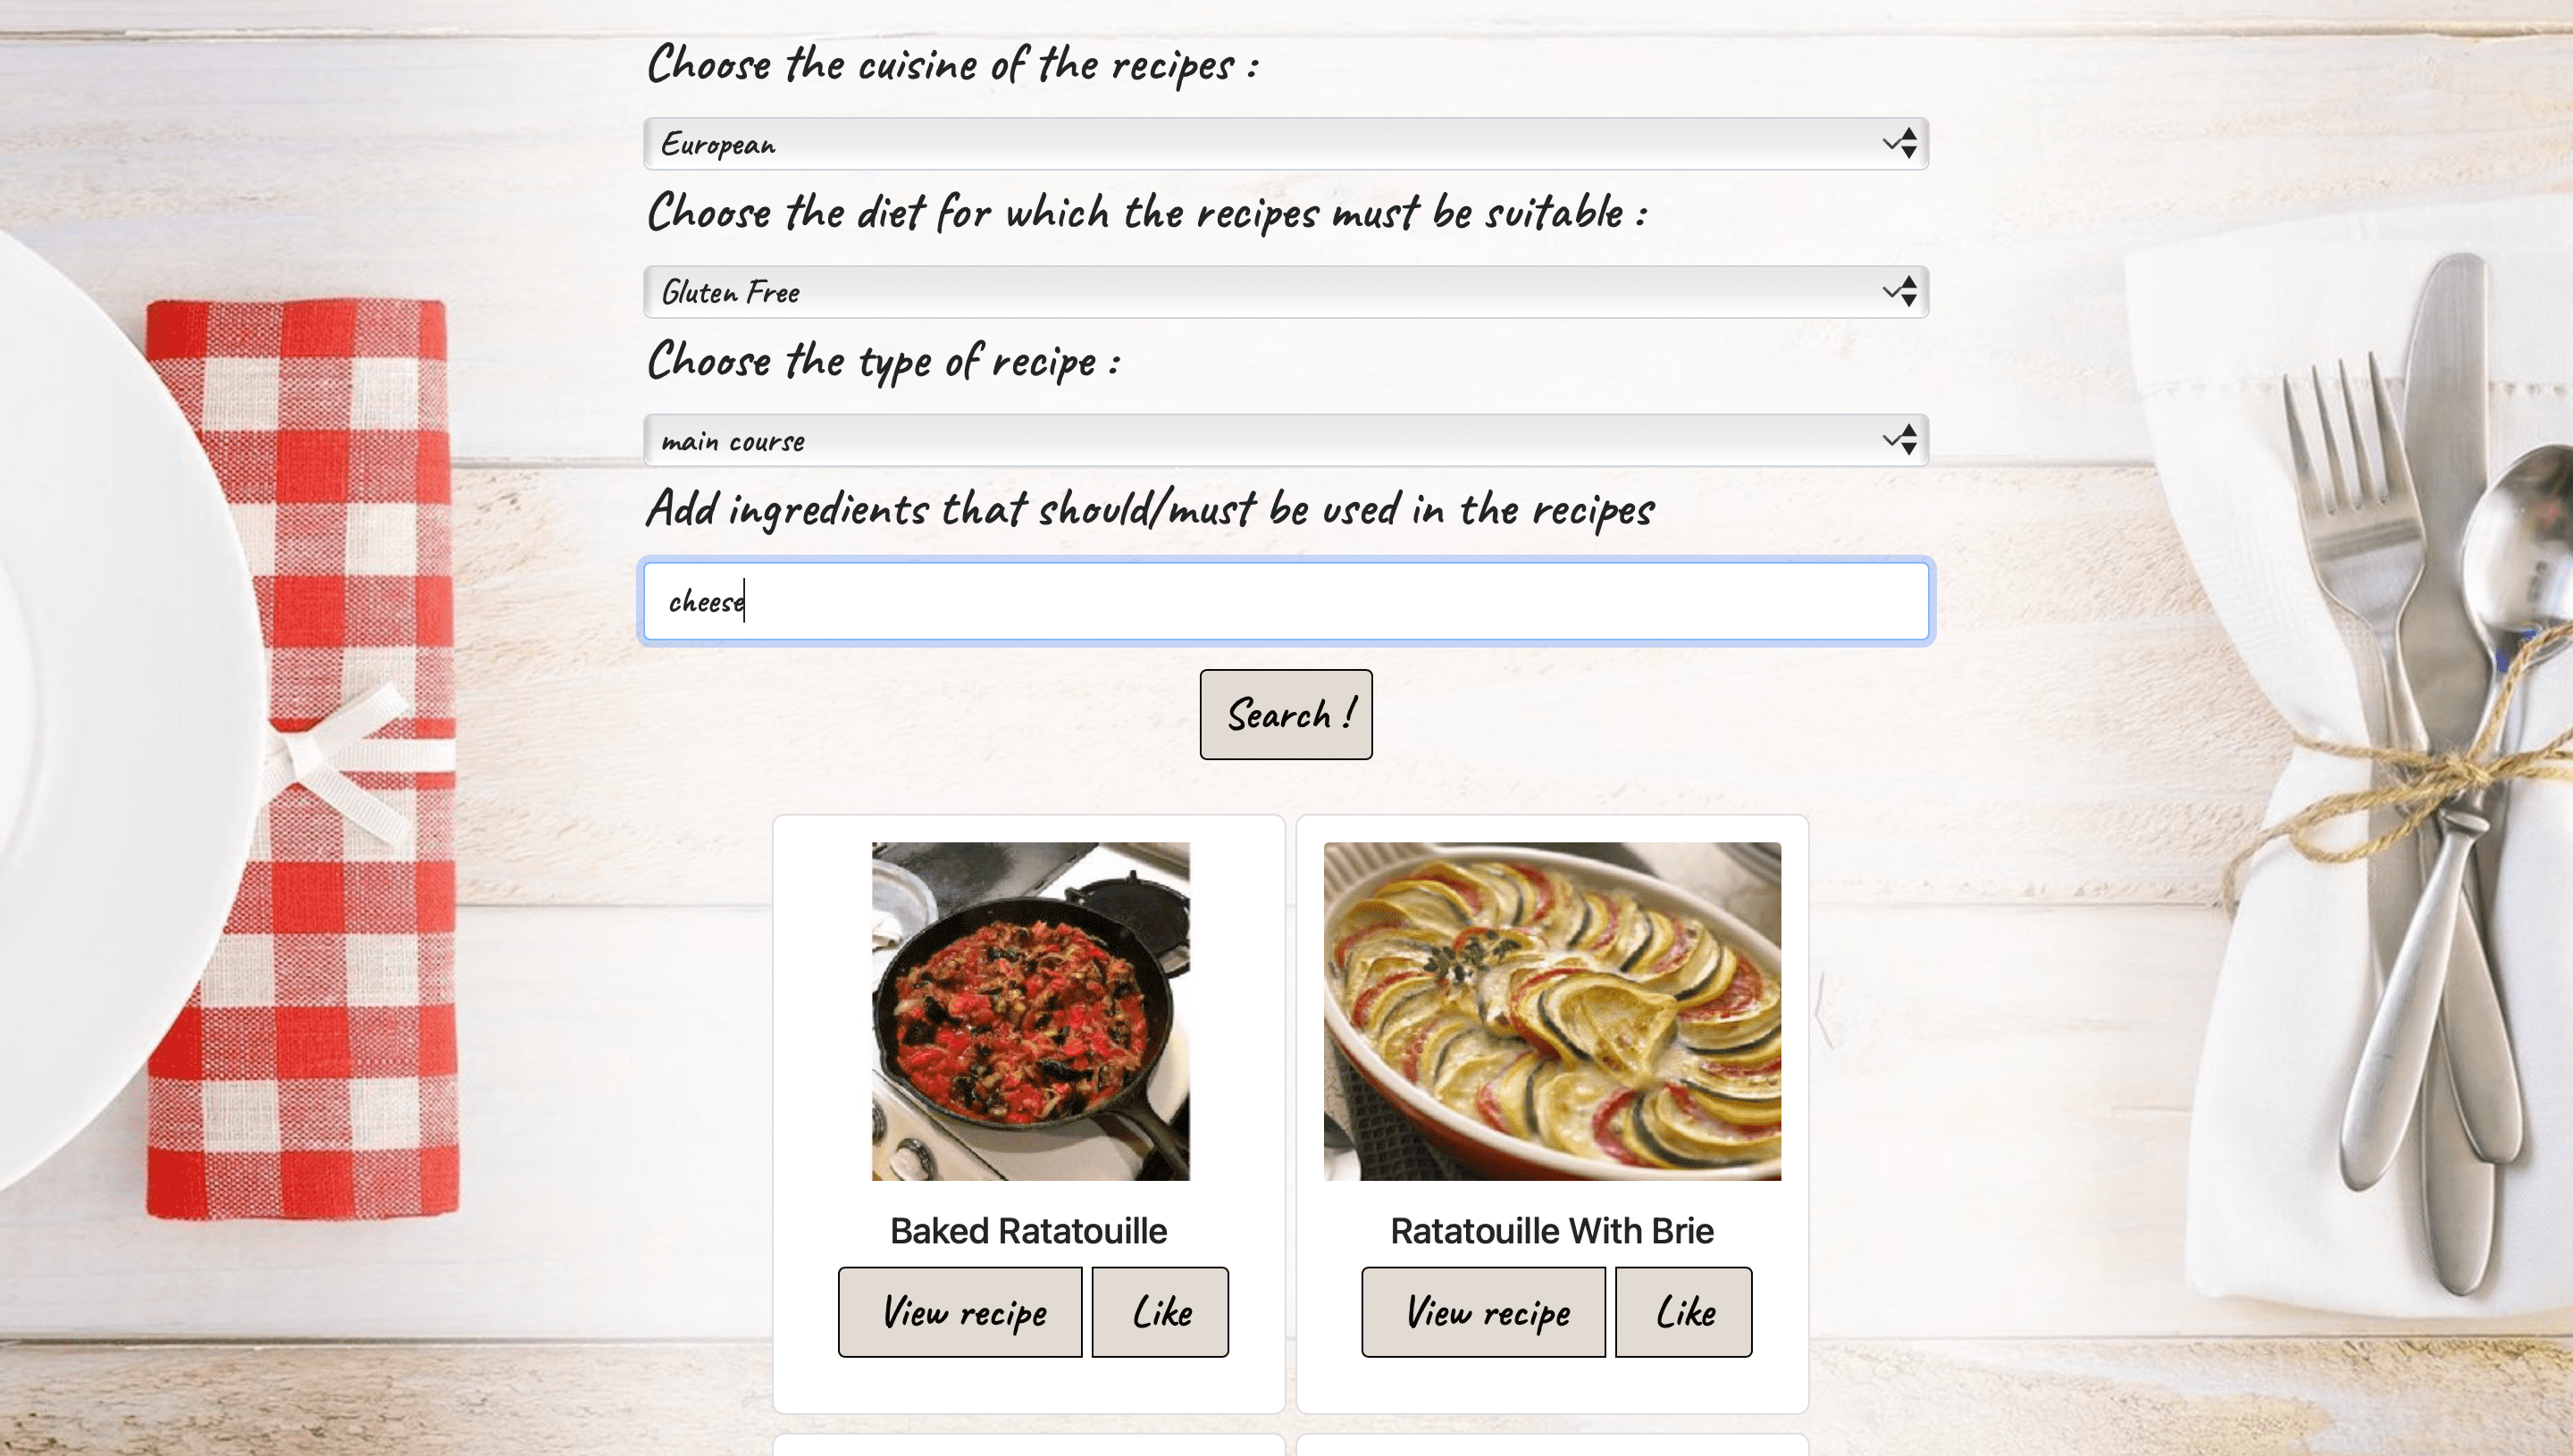 Choose the cuisine of the recipes :
European
Choose the diet for which the recipes must be suitable :
Gluten Free
Choose the type of recipe :
main course
Add ingredients that should/must be used in the recipes
cheese
Search !
Baked Ratatouille
View recipe Like
Ratatouille With Brie
View recipe Like